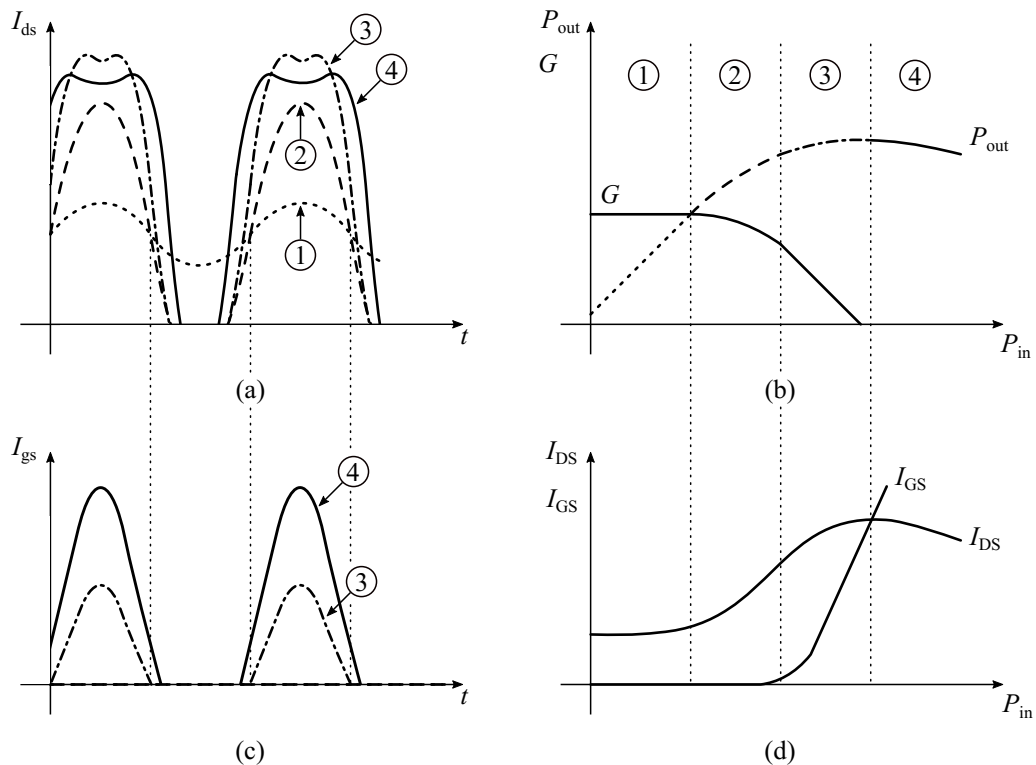 I_ds
③
④
②
①
t
(a)
P_out
G
① ② ③ ④
P_out
G
P_in
(b)
I_gs
④
③
t
(c)
I_DS
I_GS
I_GS
I_DS
P_in
(d)